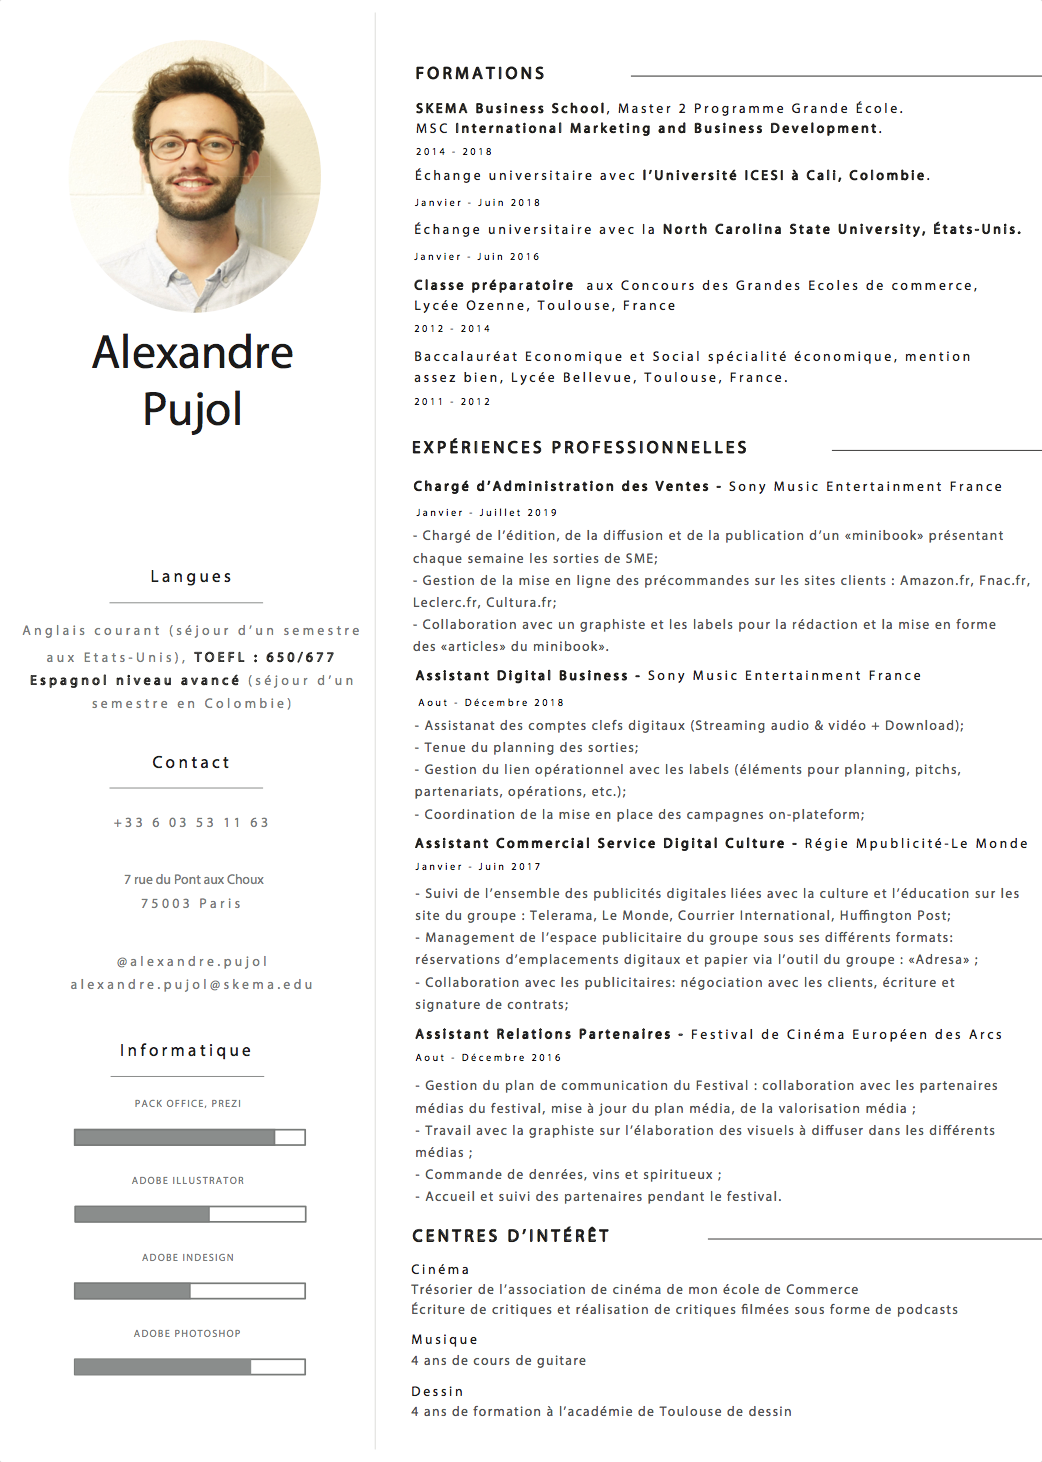 Alexandre
Pujol
Langues
Anglais courant (séjour d’un semestre
aux Etats-Unis), TOEFL : 650/677
Espagnol niveau avancé (séjour d’un
semestre en Colombie)
Contact
+33 6 03 53 11 63
7 rue du Pont aux Choux
75003 Paris
@alexandre.pujol
alexandre.pujol@skema.edu
Informatique
PACK OFFICE, PREZI
ADOBE ILLUSTRATOR
ADOBE INDESIGN
ADOBE PHOTOSHOP
FORMATIONS
SKEMA Business School, Master 2 Programme Grande École.
MSC International Marketing and Business Development.
2014 - 2018
Échange universitaire avec l’Université ICESI à Cali, Colombie.
Janvier - Juin 2018
Échange universitaire avec la North Carolina State University, États-Unis.
Janvier - Juin 2016
Classe préparatoire aux Concours des Grandes Ecoles de commerce,
Lycée Ozenne, Toulouse, France
2012 - 2014
Baccalauréat Economique et Social spécialité économique, mention
assez bien, Lycée Bellevue, Toulouse, France.
2011 - 2012
EXPÉRIENCES PROFESSIONNELLES
Chargé d’Administration des Ventes - Sony Music Entertainment France
Janvier - Juillet 2019
- Chargé de l’édition, de la diffusion et de la publication d’un «minibook» présentant
chaque semaine les sorties de SME;
- Gestion de la mise en ligne des précommandes sur les sites clients : Amazon.fr, Fnac.fr,
Leclerc.fr, Cultura.fr;
- Collaboration avec un graphiste et les labels pour la rédaction et la mise en forme
des «articles» du minibook».
Assistant Digital Business - Sony Music Entertainment France
Aout - Décembre 2018
- Assistanat des comptes clefs digitaux (Streaming audio & vidéo + Download);
- Tenue du planning des sorties;
- Gestion du lien opérationnel avec les labels (éléments pour planning, pitchs,
partenariats, opérations, etc.);
- Coordination de la mise en place des campagnes on-plateform;
Assistant Commercial Service Digital Culture - Régie Mpublicité-Le Monde
Janvier - Juin 2017
- Suivi de l’ensemble des publicités digitales liées avec la culture et l’éducation sur les
site du groupe : Telerama, Le Monde, Courrier International, Huffington Post;
- Management de l’espace publicitaire du groupe sous ses différents formats:
réservations d’emplacements digitaux et papier via l’outil du groupe : «Adresa» ;
- Collaboration avec les publicitaires: négociation avec les clients, écriture et
signature de contrats;
Assistant Relations Partenaires - Festival de Cinéma Européen des Arcs
Aout - Décembre 2016
- Gestion du plan de communication du Festival : collaboration avec les partenaires
médias du festival, mise à jour du plan média, de la valorisation média ;
- Travail avec la graphiste sur l’élaboration des visuels à diffuser dans les différents
médias ;
- Commande de denrées, vins et spiritueux ;
- Accueil et suivi des partenaires pendant le festival.
CENTRES D’INTÉRÊT
Cinéma
Trésorier de l’association de cinéma de mon école de Commerce
Écriture de critiques et réalisation de critiques filmées sous forme de podcasts
Musique
4 ans de cours de guitare
Dessin
4 ans de formation à l’académie de Toulouse de dessin